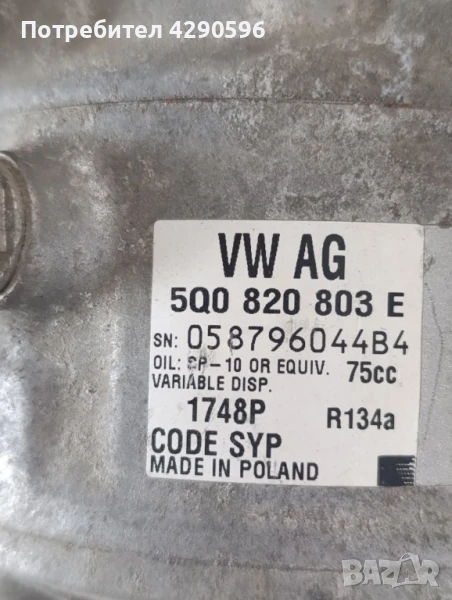 Потребител 4290596
VW AG
5Q0 820 803 E
SN: 058796044B4
OIL: SP-10 OR EQUIV. 75cc
VARIABLE DISP.
1748P R134a
CODE SYP
MADE IN POLAND
BAZAR